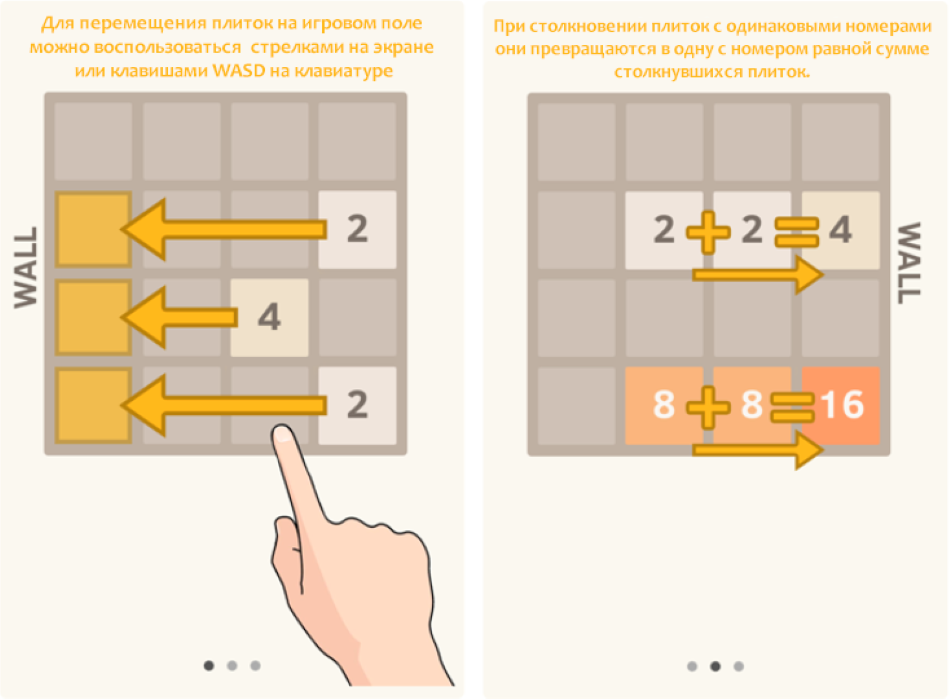 Для перемещения плиток на игровом поле
можно воспользоваться стрелками на экране
или клавишами WASD на клавиатуре
WALL
2
4
2
При столкновении плиток с одинаковыми номерами
они превращаются в одну с номером равной сумме
столкнувшихся плиток.
2 + 2 = 4
WALL
8 + 8 = 16